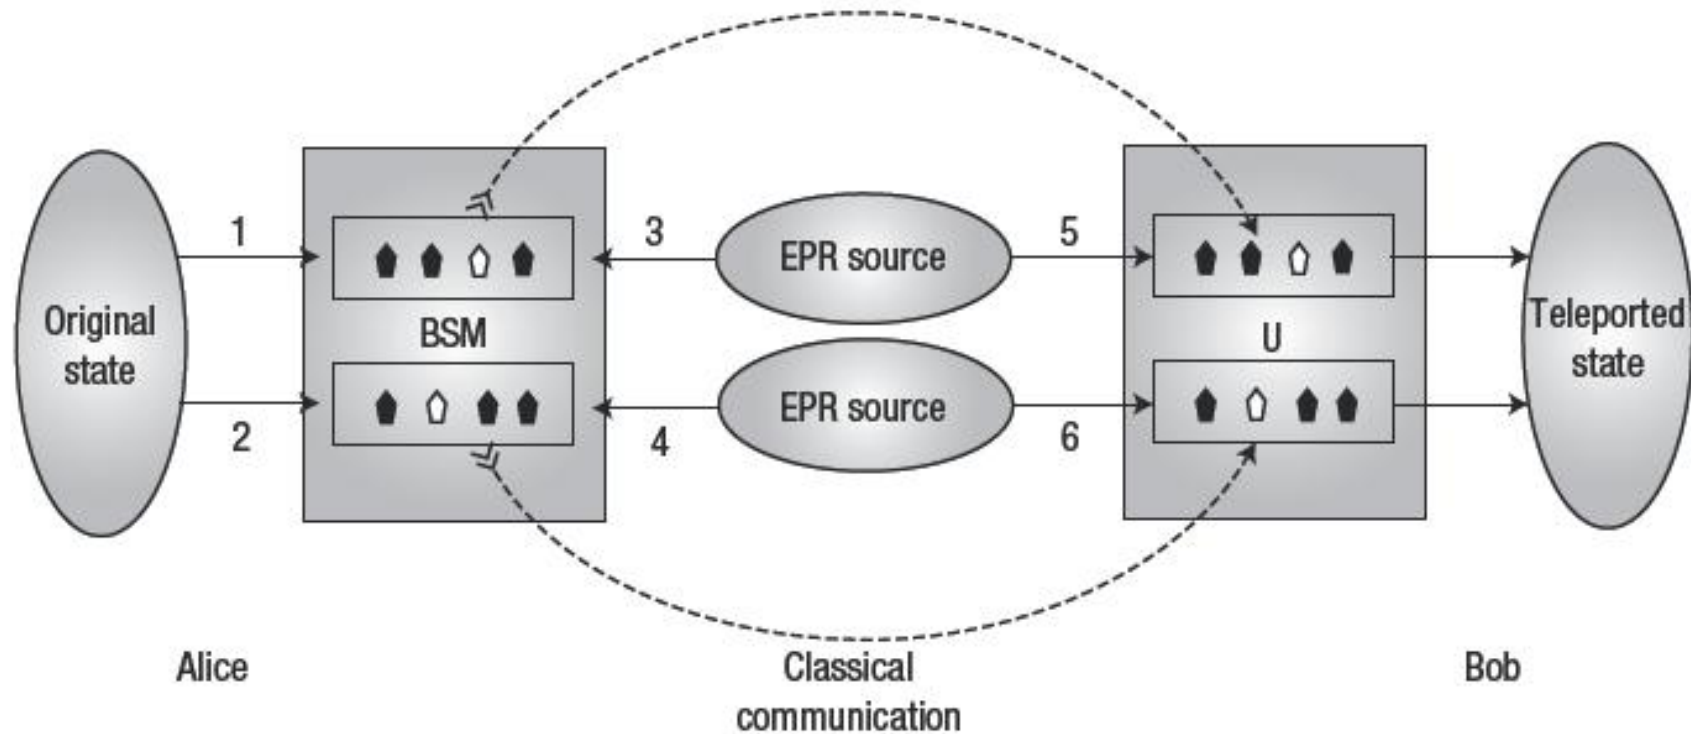 1
3
5
EPR source
Original
state
BSM
U
Teleported
state
EPR source
2
4
6
Alice
Classical
communication
Bob